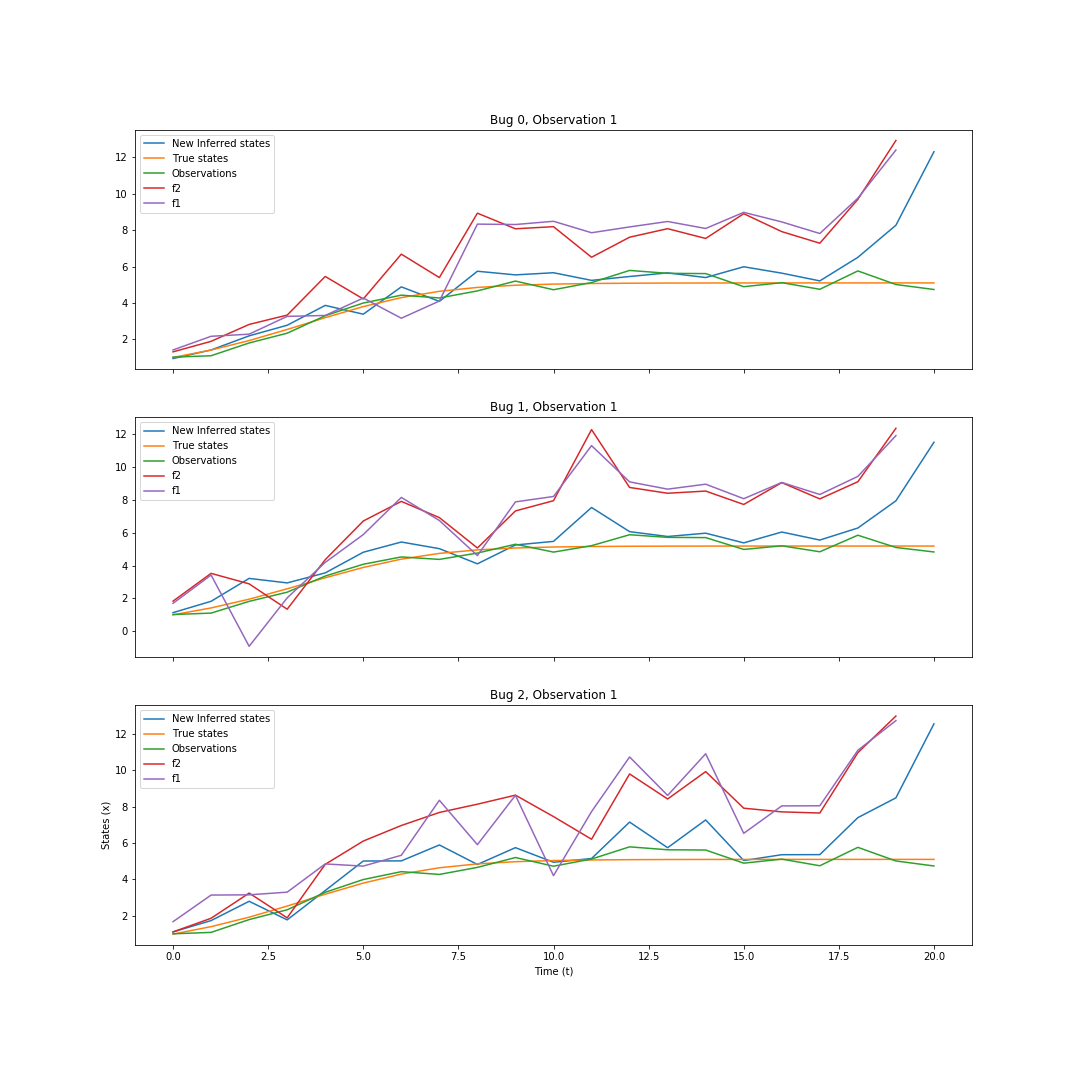 Bug 0, Observation 1
New Inferred states
True states
Observations
f2
f1
12
10
8
6
4
2
Bug 1, Observation 1
New Inferred states
True states
Observations
f2
f1
12
10
8
6
4
2
0
Bug 2, Observation 1
New Inferred states
True states
Observations
f2
f1
12
10
8
6
4
2
States (x)
0.0 2.5 5.0 7.5 10.0 12.5 15.0 17.5 20.0
Time (t)